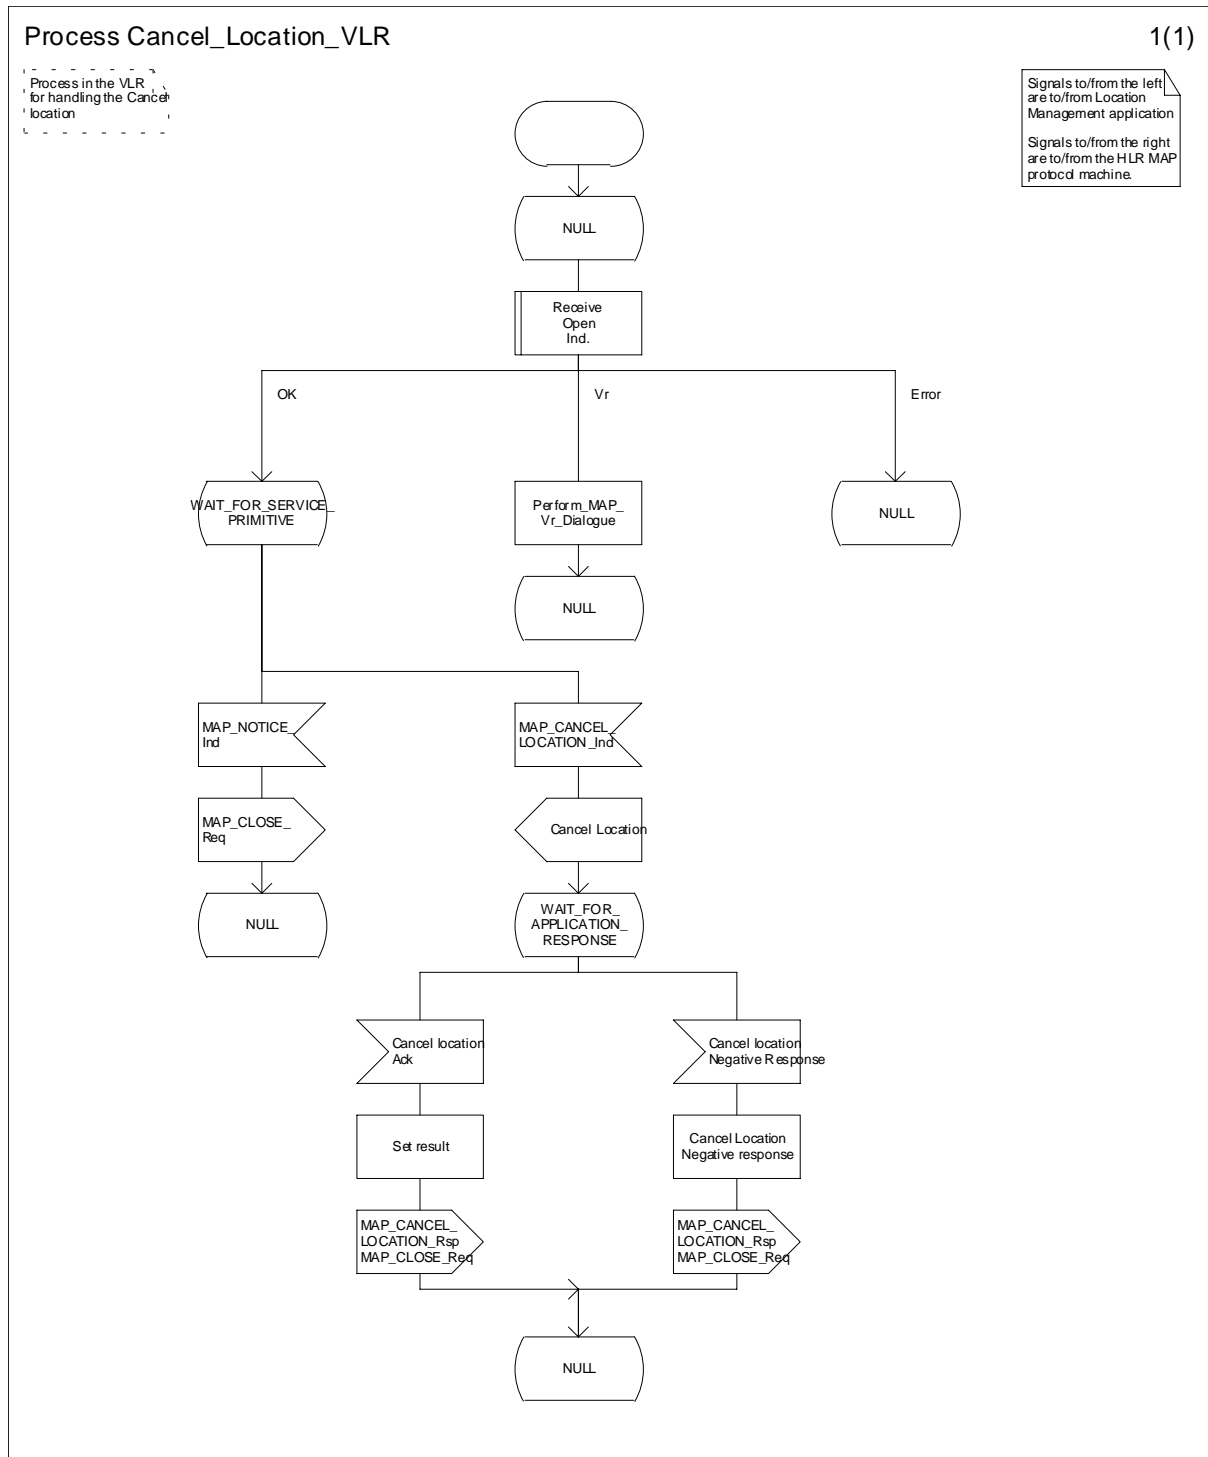 Process Cancel_Location_VLR
1(1)
Process in the VLR
for handling the Cancel
location
Signals to/from the left
are to/from Location
Management application
Signals to/from the right
are to/from the HLR MAP
protocol machine.
NULL
Receive
Open
Ind.
OK
Vr
Error
WAIT_FOR_SERVICE_
PRIMITIVE
Perform_MAP_
Vr_Dialogue
NULL
NULL
MAP_NOTICE_
Ind
MAP_CANCEL_
LOCATION_Ind
MAP_CLOSE_
Req
Cancel Location
NULL
WAIT_FOR_
APPLICATION_
RESPONSE
Cancel location
Ack
Cancel location
Negative Response
Set result
Cancel Location
Negative response
MAP_CANCEL_
LOCATION_Rsp
MAP_CLOSE_Req
MAP_CANCEL_
LOCATION_Rsp
MAP_CLOSE_Req
NULL